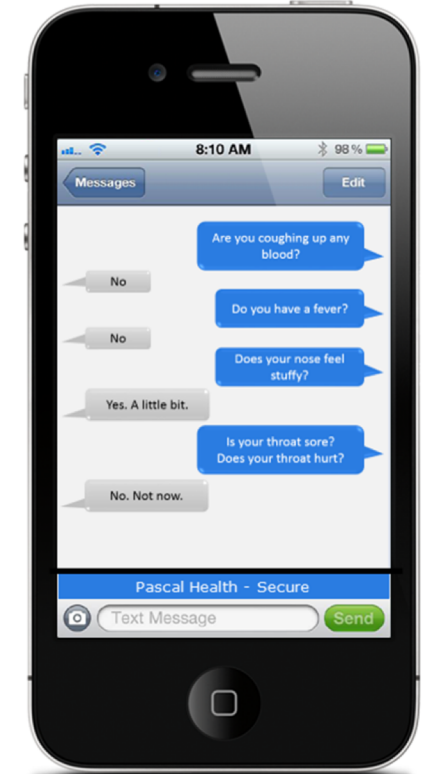 8:10 AM 98 %
Messages Edit
Are you coughing up any
blood?
No
Do you have a fever?
No
Does your nose feel
stuffy?
Yes. A little bit.
Is your throat sore?
Does your throat hurt?
No. Not now.
Pascal Health - Secure
Text Message Send